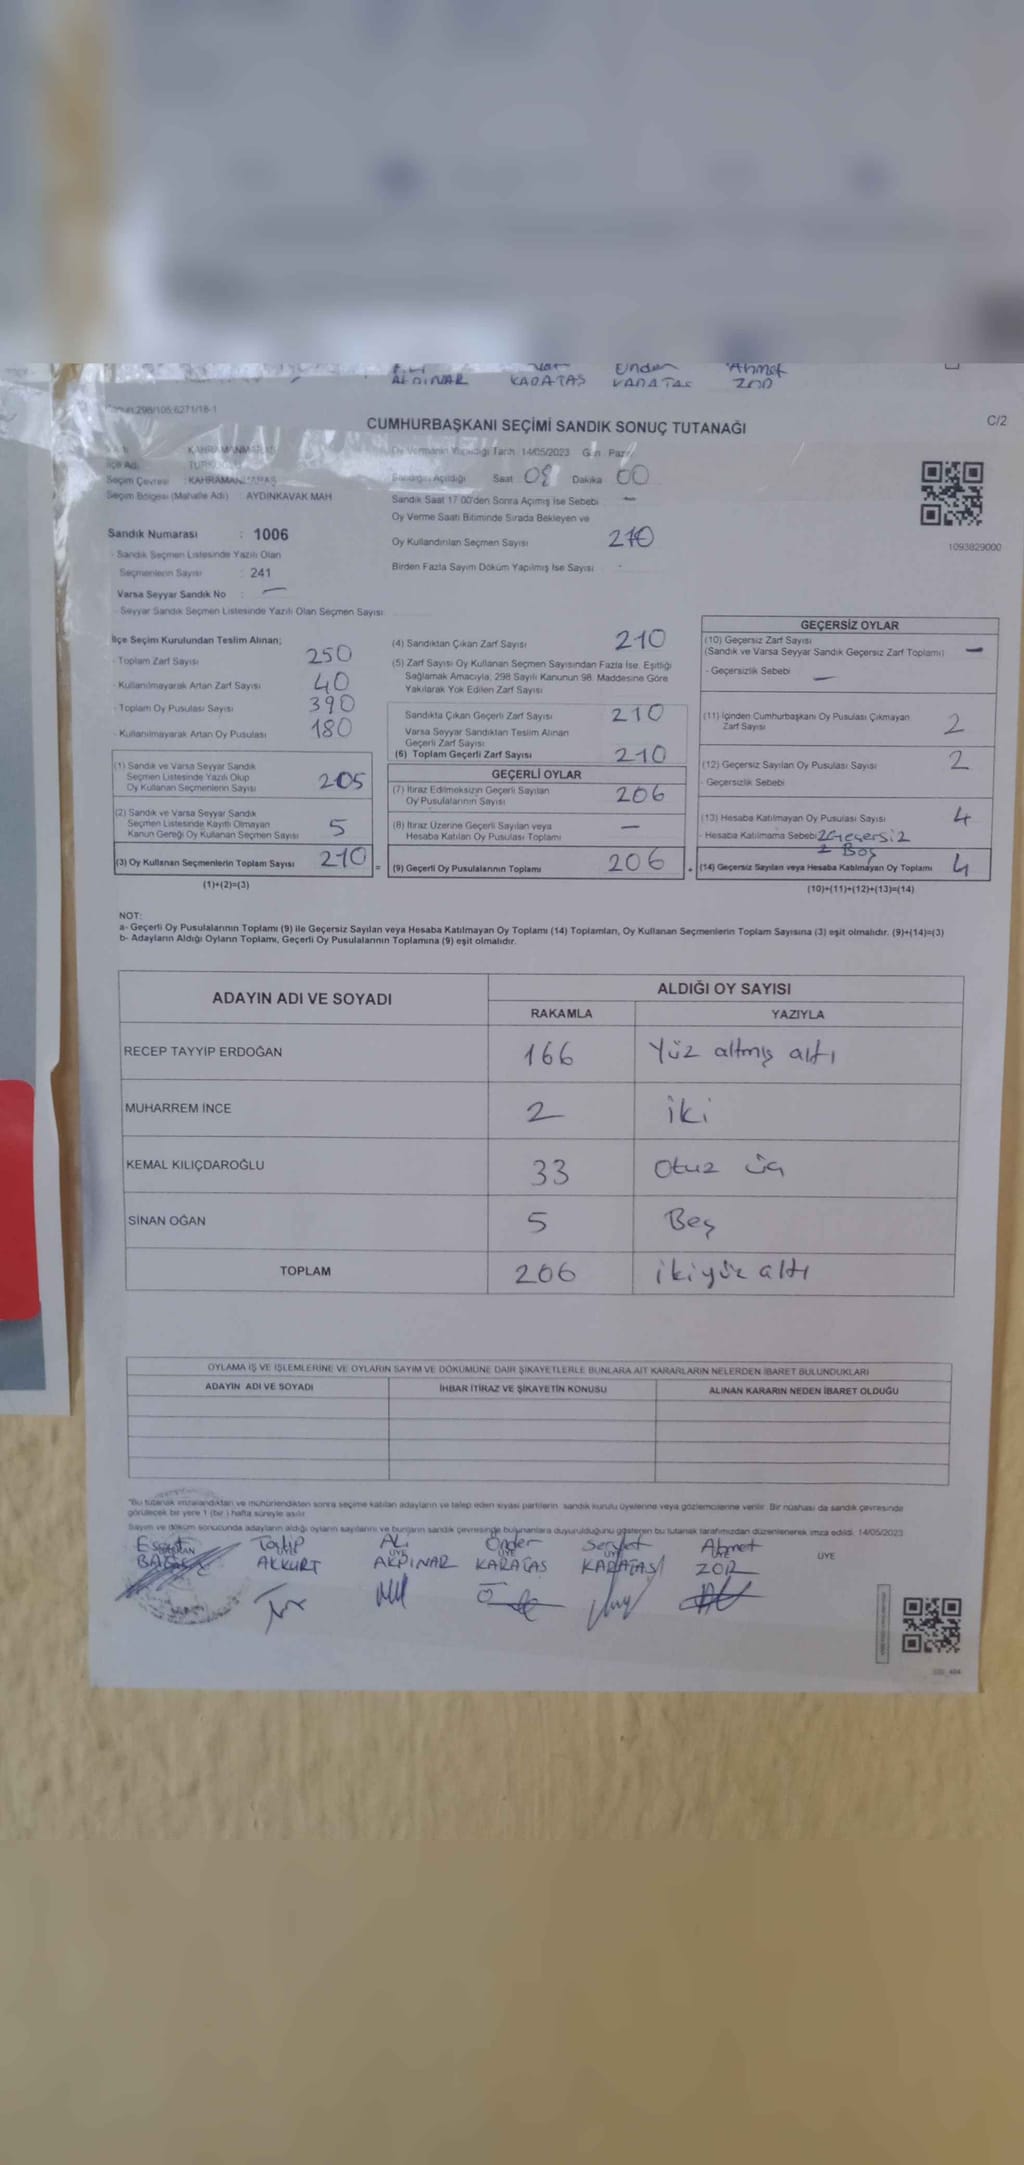 Ender Ahmet
AKPINAR KARATAŞ KARATAŞ ZOR
298/105,6271/18-1
CUMHURBAŞKANI SEÇİMİ SANDIK SONUÇ TUTANAĞI
C/2
KAHRAMANMARAŞ
Oy Vermenin Yapıldığı Tarih 14/05/2023 Gün Pazar
İlçe Adı
Seçim Çevresi : KAHRAMANMARAŞ
Sandığın Açıldığı Saat 08 Dakika 00
Seçim Bölgesi (Mahalle Adı) : AYDINKAVAK MAH
Sandık Saat 17.00'den Sonra Açımış İse Sebebi —
Oy Verme Saati Bitiminde Sırada Bekleyen ve
Oy Kullandırılan Seçmen Sayısı 210
Birden Fazla Sayım Döküm Yapılmış İse Sayısı -
1093829000
Sandık Numarası : 1006
- Sandık Seçmen Listesinde Yazılı Olan
Seçmenlerin Sayısı : 241
Varsa Seyyar Sandık No : —
- Seyyar Sandık Seçmen Listesinde Yazılı Olan Seçmen Sayısı
İlçe Seçim Kurulundan Teslim Alınan;
- Toplam Zarf Sayısı 250
- Kullanılmayarak Artan Zarf Sayısı 40
- Toplam Oy Pusulası Sayısı 390
- Kullanılmayarak Artan Oy Pusulası 180
(1) Sandık ve Varsa Seyyar Sandık
Seçmen Listesinde Yazılı Olup
Oy Kullanan Seçmenlerin Sayısı 205
(2) Sandık ve Varsa Seyyar Sandık
Seçmen Listesinde Kayıtlı Olmayan
Kanun Gereği Oy Kullanan Seçmen Sayısı 5
(3) Oy Kullanan Seçmenlerin Toplam Sayısı 210 =
(1)+(2)=(3)
(4) Sandıktan Çıkan Zarf Sayısı 210
(5) Zarf Sayısı Oy Kullanan Seçmen Sayısından Fazla İse, Eşitliği
Sağlamak Amacıyla, 298 Sayılı Kanunun 98. Maddesine Göre
Yakılarak Yok Edilen Zarf Sayısı
Sandıkta Çıkan Geçerli Zarf Sayısı 210
Varsa Seyyar Sandıktan Teslim Alınan
Geçerli Zarf Sayısı
(6) Toplam Geçerli Zarf Sayısı 210
GEÇERLİ OYLAR
(7) İtiraz Edilmeksizin Geçerli Sayılan
Oy Pusulalarının Sayısı 206
(8) İtiraz Üzerine Geçerli Sayılan veya
Hesaba Katılan Oy Pusulası Toplamı —
(9) Geçerli Oy Pusulalarının Toplamı 206 +
GEÇERSİZ OYLAR
(10) Geçersiz Zarf Sayısı
(Sandık ve Varsa Seyyar Sandık Geçersiz Zarf Toplamı) —
- Geçersizlik Sebebi —
(11) İçinden Cumhurbaşkanı Oy Pusulası Çıkmayan
Zarf Sayısı 2
(12) Geçersiz Sayılan Oy Pusulası Sayısı 2
- Geçersizlik Sebebi
(13) Hesaba Katılmayan Oy Pusulası Sayısı 4
- Hesaba Katılmama Sebebi 2 Geçersiz
2 Boş
(14) Geçersiz Sayılan veya Hesaba Katılmayan Oy Toplamı 4
(10)+(11)+(12)+(13)=(14)
NOT:
a- Geçerli Oy Pusulalarının Toplamı (9) ile Geçersiz Sayılan veya Hesaba Katılmayan Oy Toplamı (14) Toplamları, Oy Kullanan Seçmenlerin Toplam Sayısına (3) eşit olmalıdır. (9)+(14)=(3)
b- Adayların Aldığı Oyların Toplamı, Geçerli Oy Pusulalarının Toplamına (9) eşit olmalıdır.
ADAYIN ADI VE SOYADI
ALDIĞI OY SAYISI
RAKAMLA YAZIYLA
RECEP TAYYİP ERDOĞAN 166 Yüz altmış altı
MUHARREM İNCE 2 iki
KEMAL KILIÇDAROĞLU 33 Otuz üç
SİNAN OĞAN 5 Beş
TOPLAM 206 ikiyüz altı
OYLAMA İŞ VE İŞLEMLERİNE VE OYLARIN SAYIM VE DÖKÜMÜNE DAİR ŞİKAYETLERLE BUNLARA AİT KARARLARIN NELERDEN İBARET BULUNDUKLARI
ADAYIN ADI VE SOYADI İHBAR İTİRAZ VE ŞİKAYETİN KONUSU ALINAN KARARIN NEDEN İBARET OLDUĞU
"Bu tutanak imzalandıktan ve mühürlendikten sonra seçime katılan adayların ve talep eden siyasi partilerin sandık kurulu üyelerine veya gözlemcilerine verilir. Bir nüshası da sandık çevresinde
görülecek bir yere 1 (bir) hafta süreyle asılır.
Sayım ve döküm sonucunda adayların aldığı oyların sayılarını ve bunların sandık çevresinde bulunanlara duyurulduğunu gösteren bu tutanak tarafımızdan düzenlenerek imza edildi. 14/05/2023
Talip ALİ Önder Servet Ahmet
ÜYE ÜYE
AKKURT AKPINAR KARATAŞ KARATAŞ ZOR